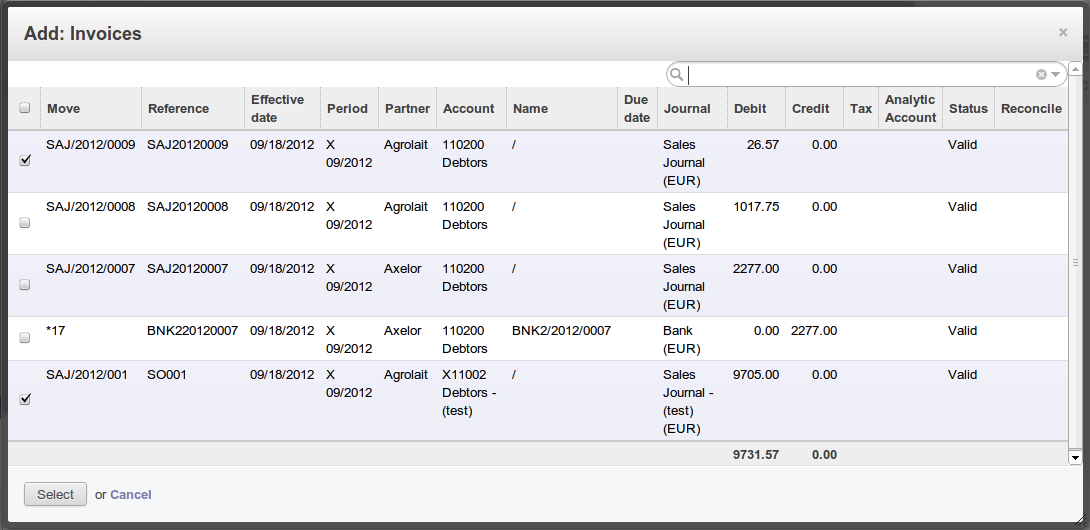 Add: Invoices ×
Move Reference Effective date Period Partner Account Name Due date Journal Debit Credit Tax Analytic Account Status Reconcile
SAJ/2012/0009 SAJ20120009 09/18/2012 X 09/2012 Agrolait 110200 Debtors / Sales Journal (EUR) 26.57 0.00 Valid
SAJ/2012/0008 SAJ20120008 09/18/2012 X 09/2012 Agrolait 110200 Debtors / Sales Journal (EUR) 1017.75 0.00 Valid
SAJ/2012/0007 SAJ20120007 09/18/2012 X 09/2012 Axelor 110200 Debtors / Sales Journal (EUR) 2277.00 0.00 Valid
*17 BNK220120007 09/18/2012 X 09/2012 Axelor 110200 Debtors BNK2/2012/0007 Bank (EUR) 0.00 2277.00 Valid
SAJ/2012/001 SO001 09/18/2012 X 09/2012 Agrolait X11002 Debtors - (test) / Sales Journal - (test) (EUR) 9705.00 0.00 Valid
9731.57 0.00
Select or Cancel